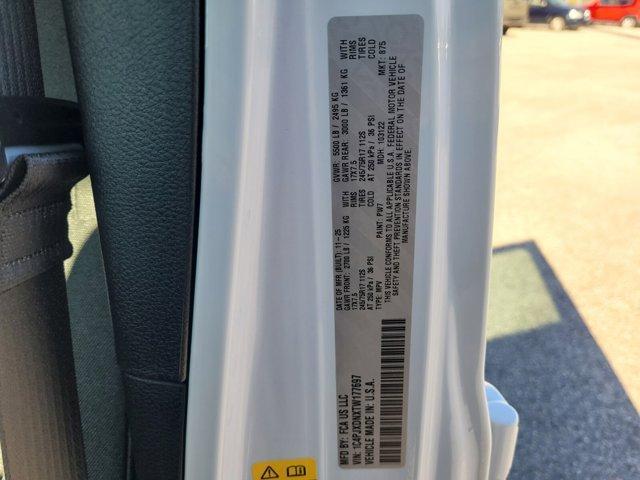 MFD BY: FCA US LLC
DATE OF MFR (BUILT): 11-25
GVWR: 5500 LB / 2495 KG
GAWR FRONT: 2700 LB / 1225 KG WITH
17X7.5 RIMS
245/75R17 112S TIRES
AT 250 kPa / 36 PSI COLD
GAWR REAR: 3000 LB / 1361 KG WITH
17X7.5 RIMS
245/75R17 112S TIRES
AT 250 kPa / 36 PSI COLD
TYPE: MPV PAINT: PW7 MDH: 103122 MKT: 875
THIS VEHICLE CONFORMS TO ALL APPLICABLE U.S.A. FEDERAL MOTOR VEHICLE
SAFETY AND THEFT PREVENTION STANDARDS IN EFFECT ON THE DATE OF
MANUFACTURE SHOWN ABOVE.
VIN: 1C4PJXDNXTW177697
VEHICLE MADE IN: U.S.A.